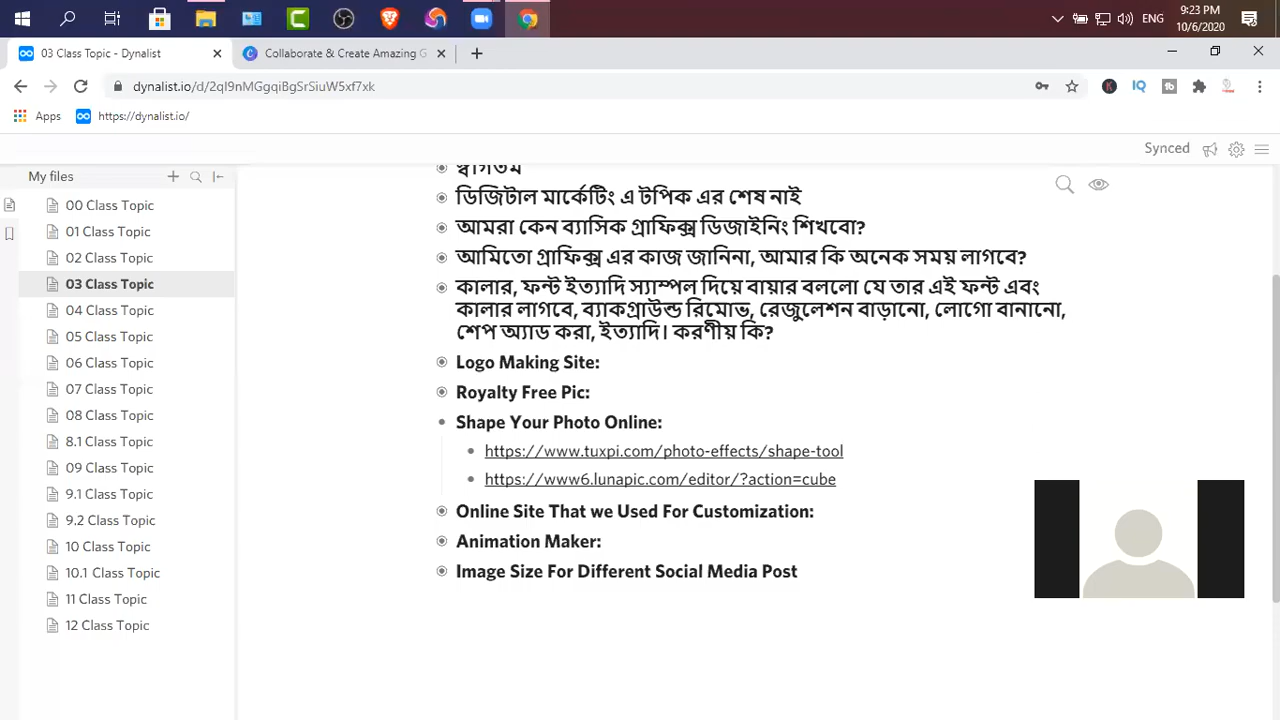 9:23 PM
ENG
10/6/2020
03 Class Topic - Dynalist
Collaborate & Create Amazing G
dynalist.io/d/2qI9nMGgqiBgSrSiuW5xf7xk
Apps
https://dynalist.io/
Synced
My files
00 Class Topic
01 Class Topic
02 Class Topic
03 Class Topic
04 Class Topic
05 Class Topic
06 Class Topic
07 Class Topic
08 Class Topic
8.1 Class Topic
09 Class Topic
9.1 Class Topic
9.2 Class Topic
10 Class Topic
10.1 Class Topic
11 Class Topic
12 Class Topic
স্বাগতম
ডিজিটাল মার্কেটিং এ টপিক এর শেষ নাই
আমরা কেন ব্যাসিক গ্রাফিক্স ডিজাইনিং শিখবো?
আমিতো গ্রাফিক্স এর কাজ জানিনা, আমার কি অনেক সময় লাগবে?
কালার, ফন্ট ইত্যাদি স্যাম্পল দিয়ে বায়ার বললো যে তার এই ফন্ট এবং
কালার লাগবে, ব্যাকগ্রাউন্ড রিমোভ, রেজুলেশন বাড়ানো, লোগো বানানো,
শেপ অ্যাড করা, ইত্যাদি। করণীয় কি?
Logo Making Site:
Royalty Free Pic:
Shape Your Photo Online:
https://www.tuxpi.com/photo-effects/shape-tool
https://www6.lunapic.com/editor/?action=cube
Online Site That we Used For Customization:
Animation Maker:
Image Size For Different Social Media Post